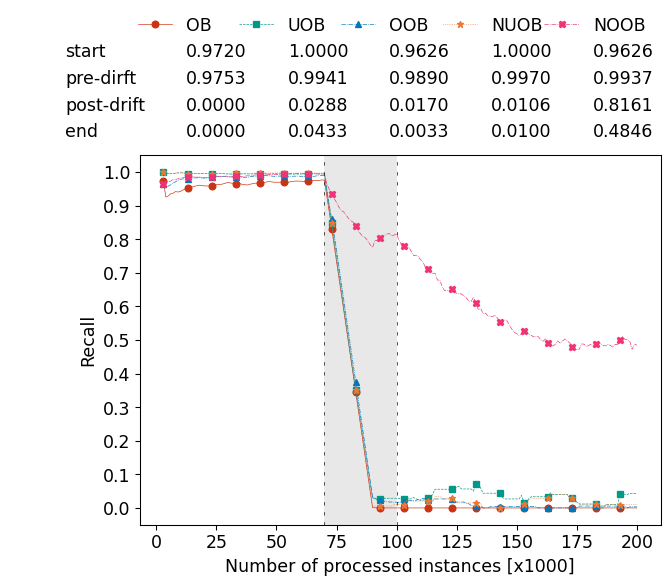 OB UOB OOB NUOB NOOB
start 0.9720 1.0000 0.9626 1.0000 0.9626
pre-dirft 0.9753 0.9941 0.9890 0.9970 0.9937
post-drift 0.0000 0.0288 0.0170 0.0106 0.8161
end 0.0000 0.0433 0.0033 0.0100 0.4846
1.0
0.9
0.8
0.7
0.6
0.5
0.4
0.3
0.2
0.1
0.0
Recall
0 25 50 75 100 125 150 175 200
Number of processed instances [x1000]